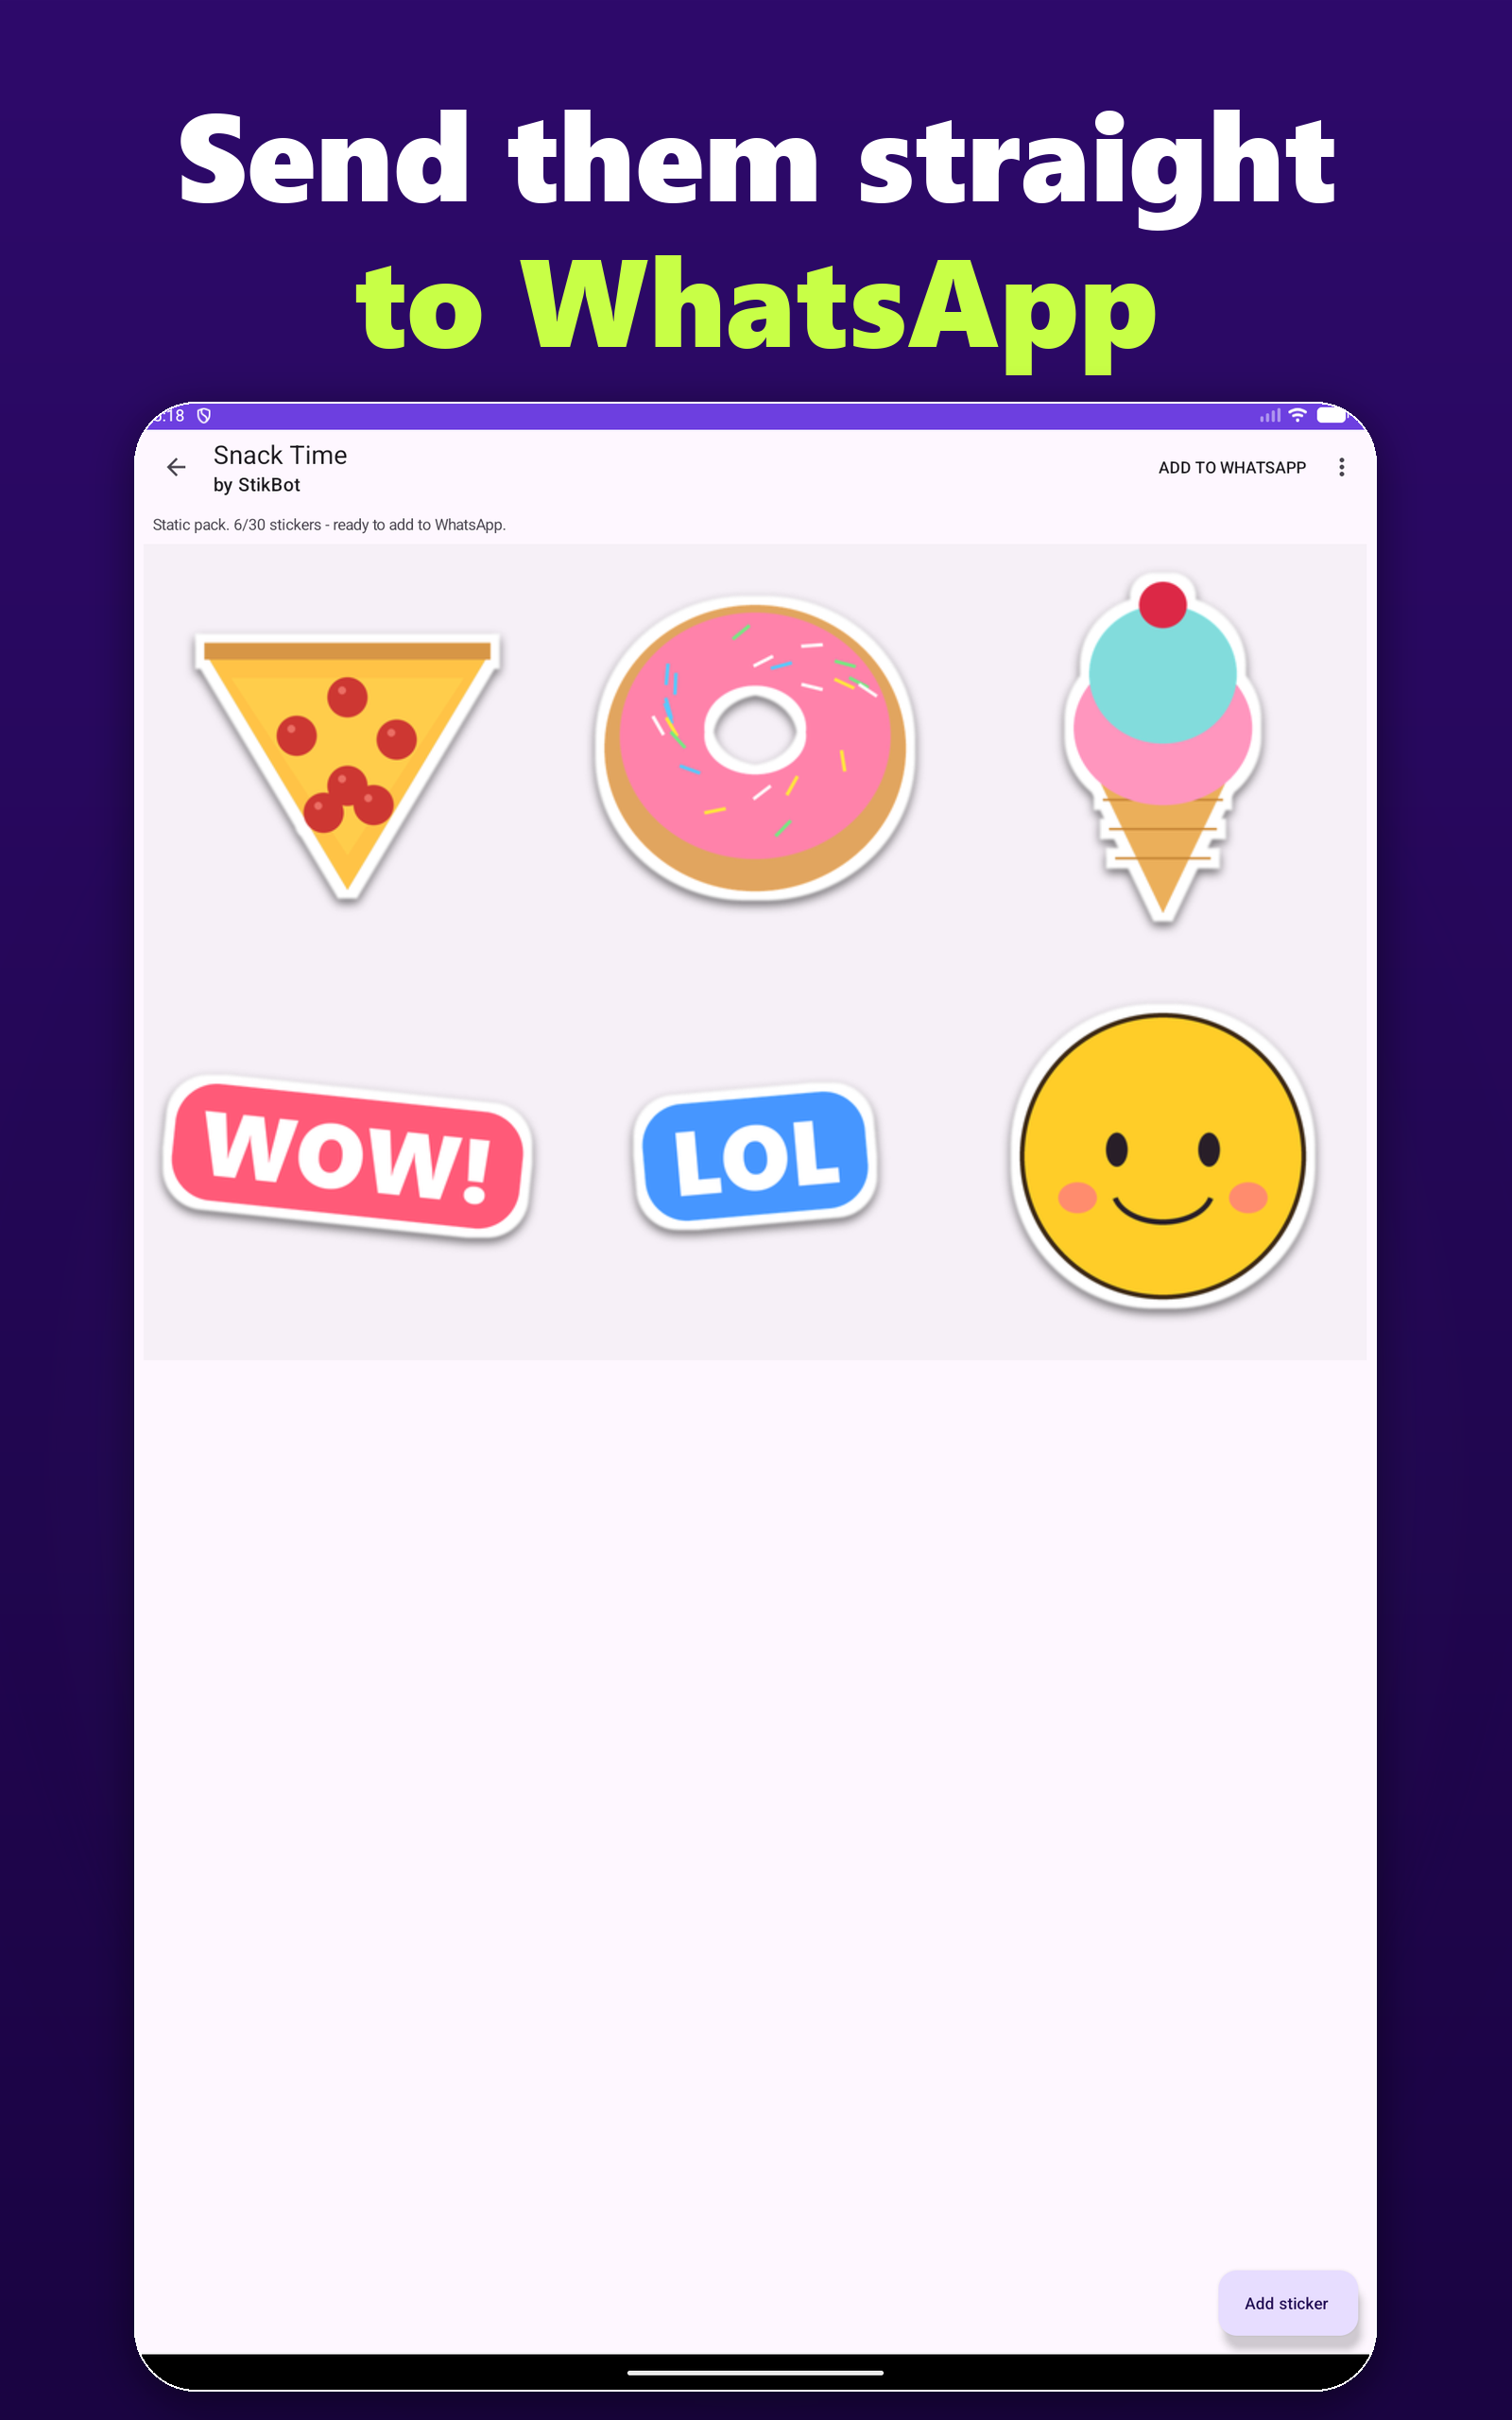 Send them straight
to WhatsApp
Snack Time
by StikBot
ADD TO WHATSAPP
Static pack. 6/30 stickers - ready to add to WhatsApp.
WOW!
LOL
Add sticker